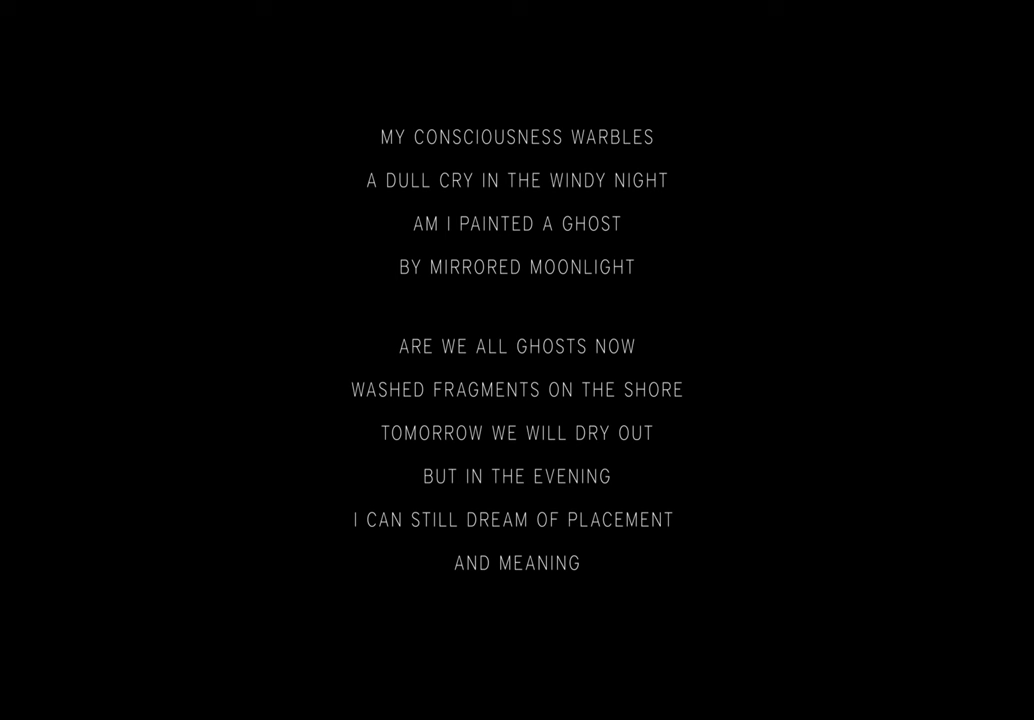 MY CONSCIOUSNESS WARBLES
A DULL CRY IN THE WINDY NIGHT
AM I PAINTED A GHOST
BY MIRRORED MOONLIGHT
ARE WE ALL GHOSTS NOW
WASHED FRAGMENTS ON THE SHORE
TOMORROW WE WILL DRY OUT
BUT IN THE EVENING
I CAN STILL DREAM OF PLACEMENT
AND MEANING